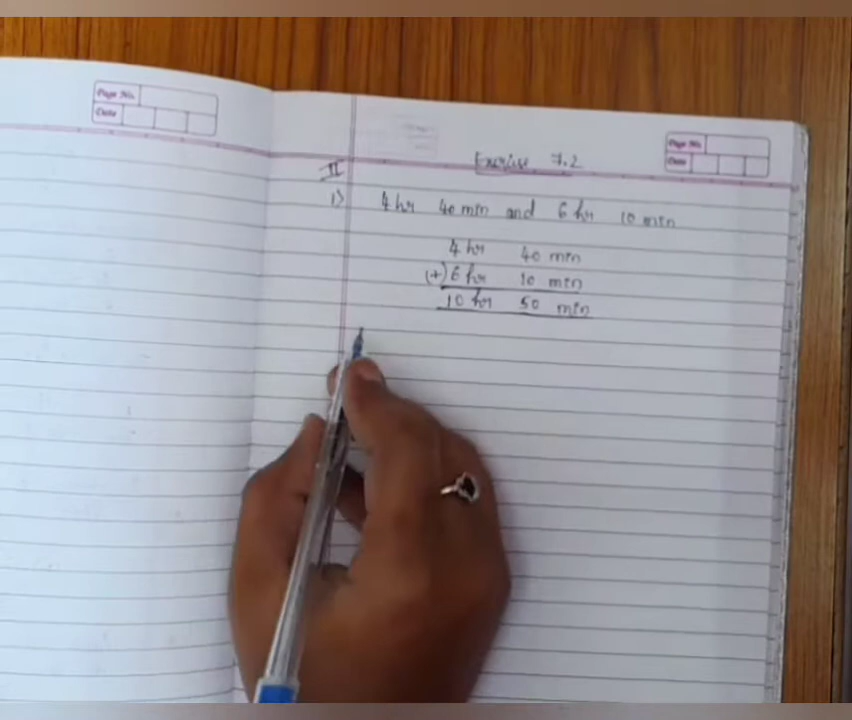 Page No.
Date
Page No.
Date
Exercise 7.2
II
1) 4 hr 40 min and 6 hr 10 min
4 hr 40 min
(+) 6 hr 10 min
10 hr 50 min